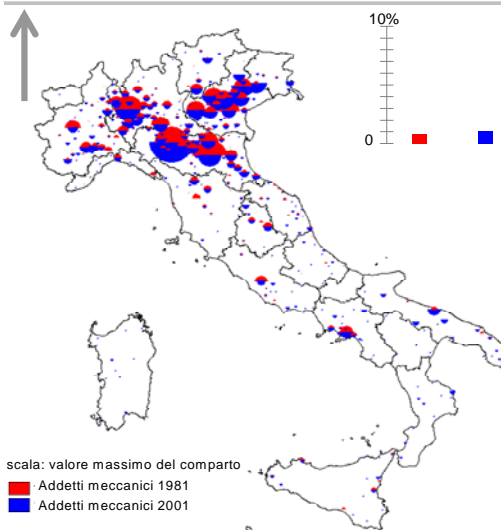 10%
0
scala: valore massimo del comparto
Addetti meccanici 1981
Addetti meccanici 2001